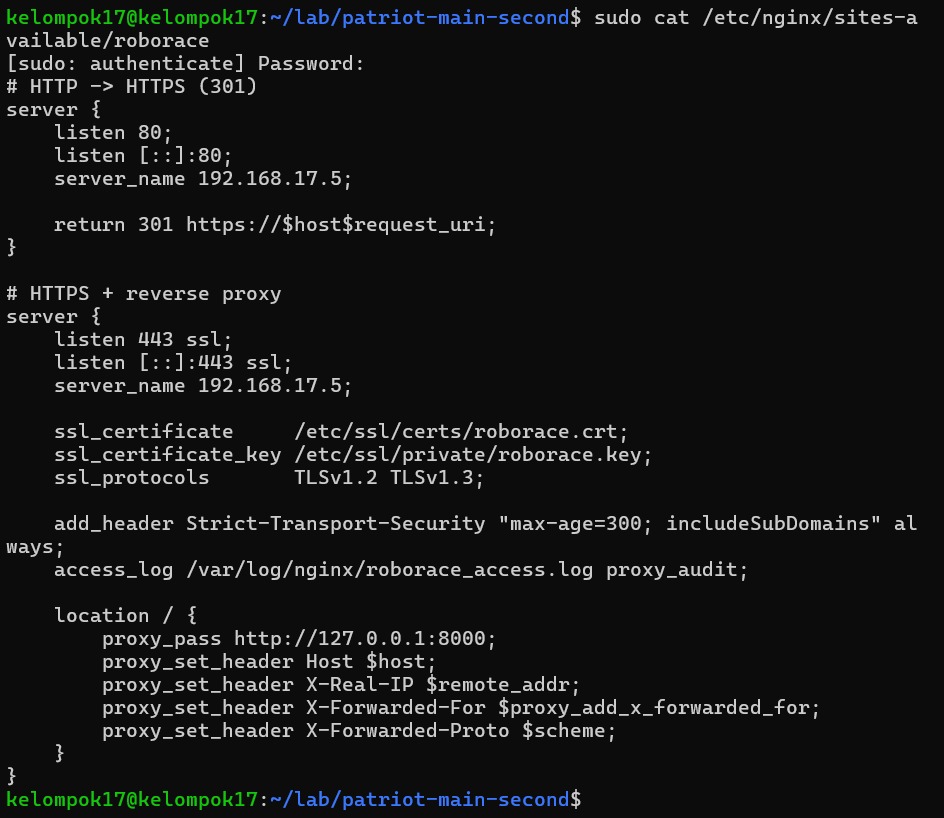 kelompok17@kelompok17:~/lab/patriot-main-second$ sudo cat /etc/nginx/sites-a
vailable/roborace
[sudo: authenticate] Password:
# HTTP -> HTTPS (301)
server {
    listen 80;
    listen [::]:80;
    server_name 192.168.17.5;

    return 301 https://$host$request_uri;
}

# HTTPS + reverse proxy
server {
    listen 443 ssl;
    listen [::]:443 ssl;
    server_name 192.168.17.5;

    ssl_certificate     /etc/ssl/certs/roborace.crt;
    ssl_certificate_key /etc/ssl/private/roborace.key;
    ssl_protocols       TLSv1.2 TLSv1.3;

    add_header Strict-Transport-Security "max-age=300; includeSubDomains" al
ways;
    access_log /var/log/nginx/roborace_access.log proxy_audit;

    location / {
        proxy_pass http://127.0.0.1:8000;
        proxy_set_header Host $host;
        proxy_set_header X-Real-IP $remote_addr;
        proxy_set_header X-Forwarded-For $proxy_add_x_forwarded_for;
        proxy_set_header X-Forwarded-Proto $scheme;
    }
}
kelompok17@kelompok17:~/lab/patriot-main-second$